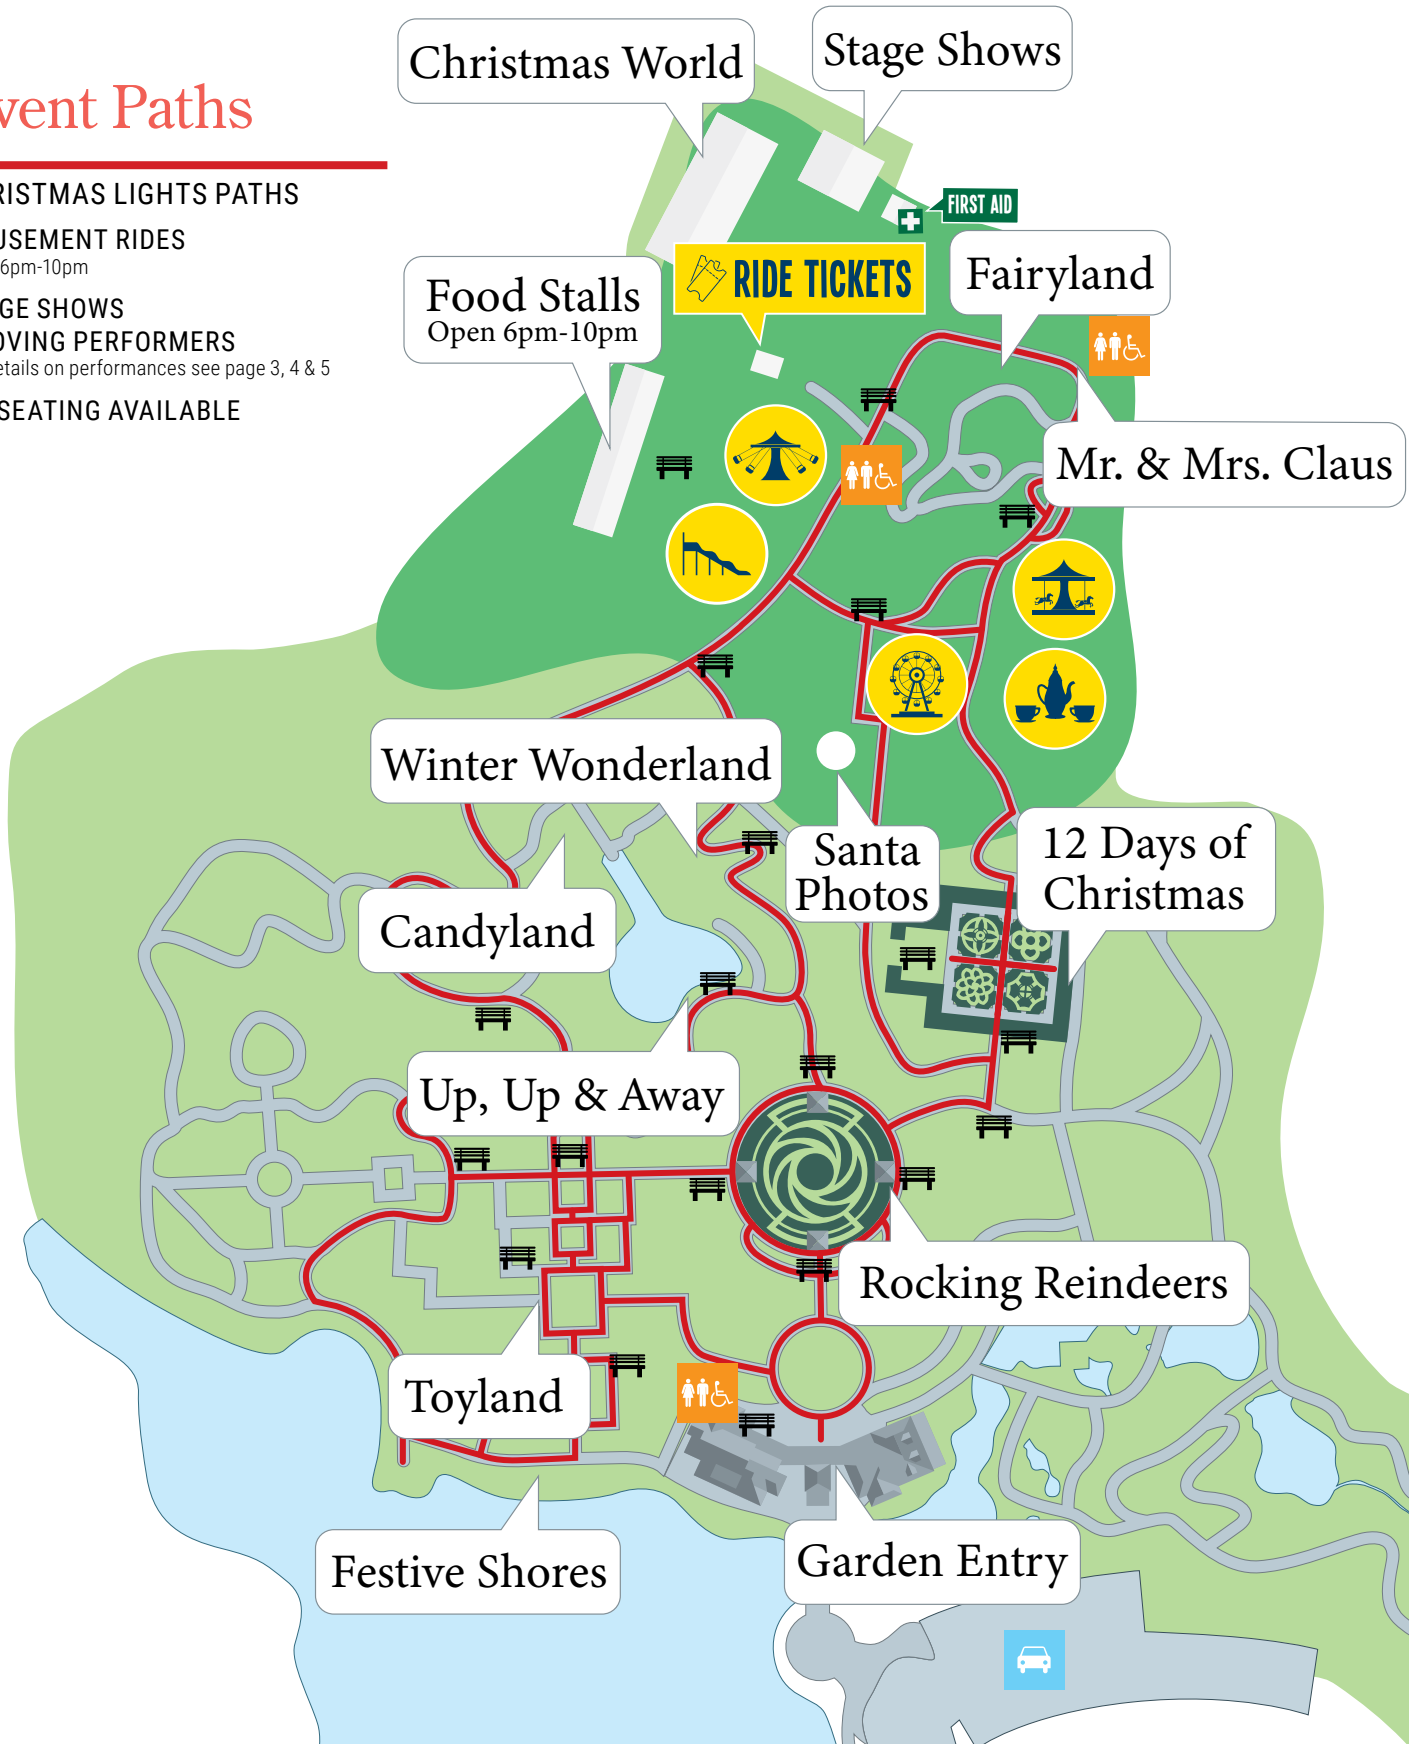 vent Paths
RISTMAS LIGHTS PATHS
USEMENT RIDES
6pm-10pm
GE SHOWS
OVING PERFORMERS
etails on performances see page 3, 4 & 5
SEATING AVAILABLE
Christmas World
Stage Shows
FIRST AID
RIDE TICKETS
Fairyland
Food Stalls
Open 6pm-10pm
Mr. & Mrs. Claus
Winter Wonderland
Santa
Photos
12 Days of
Christmas
Candyland
Up, Up & Away
Rocking Reindeers
Toyland
Festive Shores
Garden Entry